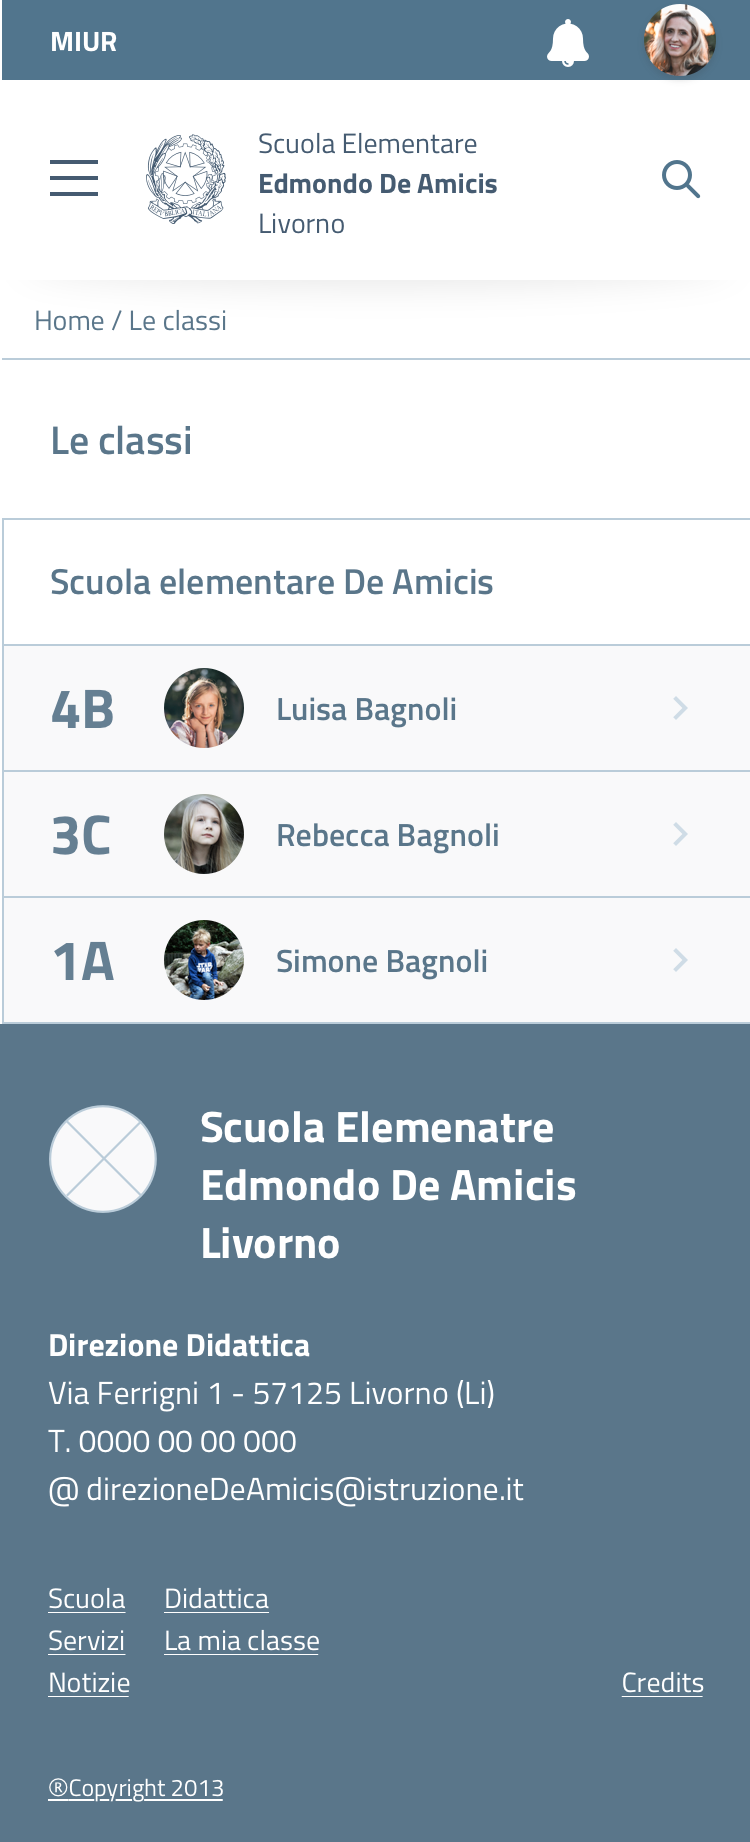 MIUR
Scuola Elementare
Edmondo De Amicis
Livorno
REPVBBLICA ITALIANA
Home / Le classi
Le classi
Scuola elementare De Amicis
4B Luisa Bagnoli
3C Rebecca Bagnoli
1A Simone Bagnoli
Scuola Elemenatre
Edmondo De Amicis
Livorno
Direzione Didattica
Via Ferrigni 1 - 57125 Livorno (Li)
T. 0000 00 00 000
@ direzioneDeAmicis@istruzione.it
Scuola Didattica
Servizi La mia classe
Notizie Credits
®Copyright 2013